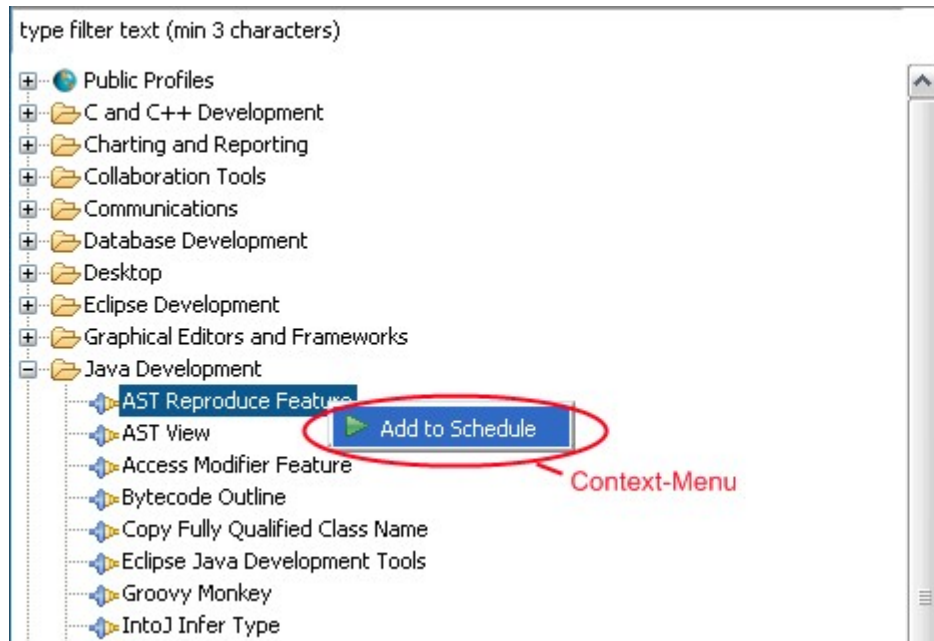 type filter text (min 3 characters)
Public Profiles
C and C++ Development
Charting and Reporting
Collaboration Tools
Communications
Database Development
Desktop
Eclipse Development
Graphical Editors and Frameworks
Java Development
AST Reproduce Feature
Add to Schedule
AST View
Access Modifier Feature
Context-Menu
Bytecode Outline
Copy Fully Qualified Class Name
Eclipse Java Development Tools
Groovy Monkey
IntoJ Infer Type